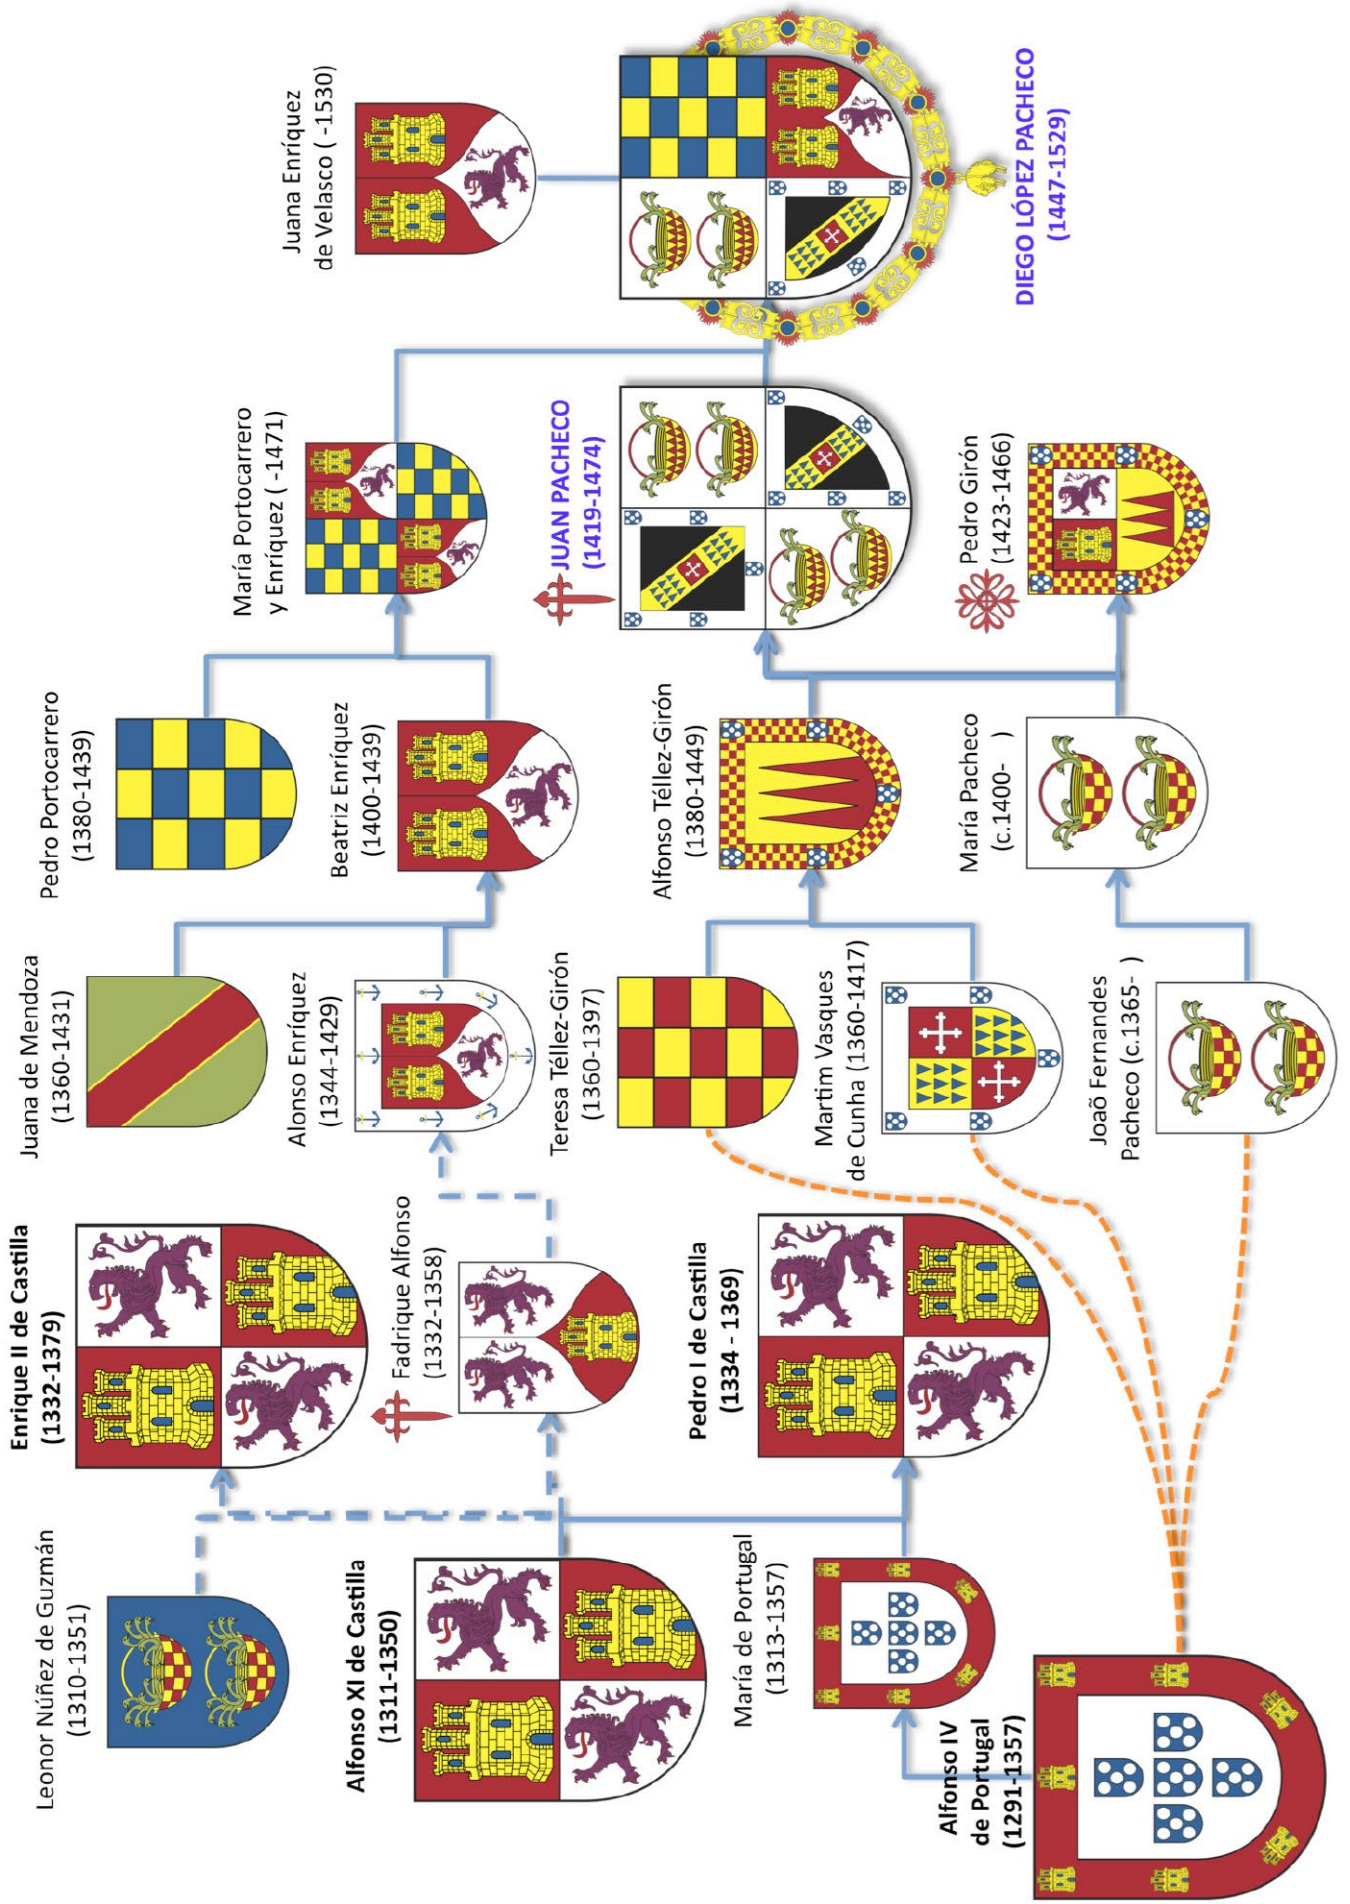 Leonor Núñez de Guzmán
(1310-1351)
Alfonso XI de Castilla
(1311-1350)
María de Portugal
(1313-1357)
Alfonso IV
de Portugal
(1291-1357)
Enrique II de Castilla
(1332-1379)
Fadrique Alfonso
(1332-1358)
Pedro I de Castilla
(1334 - 1369)
Juana de Mendoza
(1360-1431)
Alonso Enríquez
(1344-1429)
Teresa Téllez-Girón
(1360-1397)
Martim Vasques
de Cunha (1360-1417)
Joaõ Fernandes
Pacheco (c.1365- )
Pedro Portocarrero
(1380-1439)
Beatriz Enríquez
(1400-1439)
Alfonso Téllez-Girón
(1380-1449)
María Pacheco
(c.1400- )
María Portocarrero
y Enríquez ( -1471)
JUAN PACHECO
(1419-1474)
Pedro Girón
(1423-1466)
Juana Enríquez
de Velasco ( -1530)
DIEGO LÓPEZ PACHECO
(1447-1529)